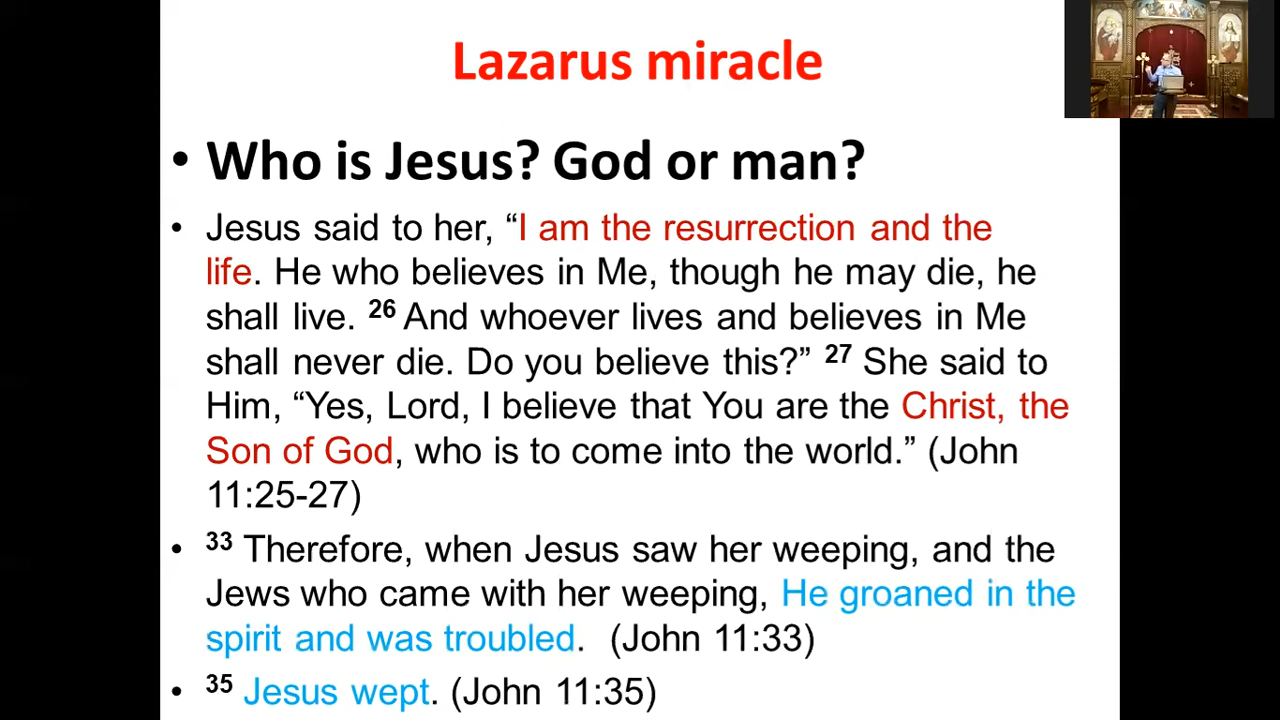 Lazarus miracle
• Who is Jesus? God or man?
• Jesus said to her, “I am the resurrection and the
life. He who believes in Me, though he may die, he
shall live. 26 And whoever lives and believes in Me
shall never die. Do you believe this?” 27 She said to
Him, “Yes, Lord, I believe that You are the Christ, the
Son of God, who is to come into the world.” (John
11:25-27)
• 33 Therefore, when Jesus saw her weeping, and the
Jews who came with her weeping, He groaned in the
spirit and was troubled. (John 11:33)
• 35 Jesus wept. (John 11:35)